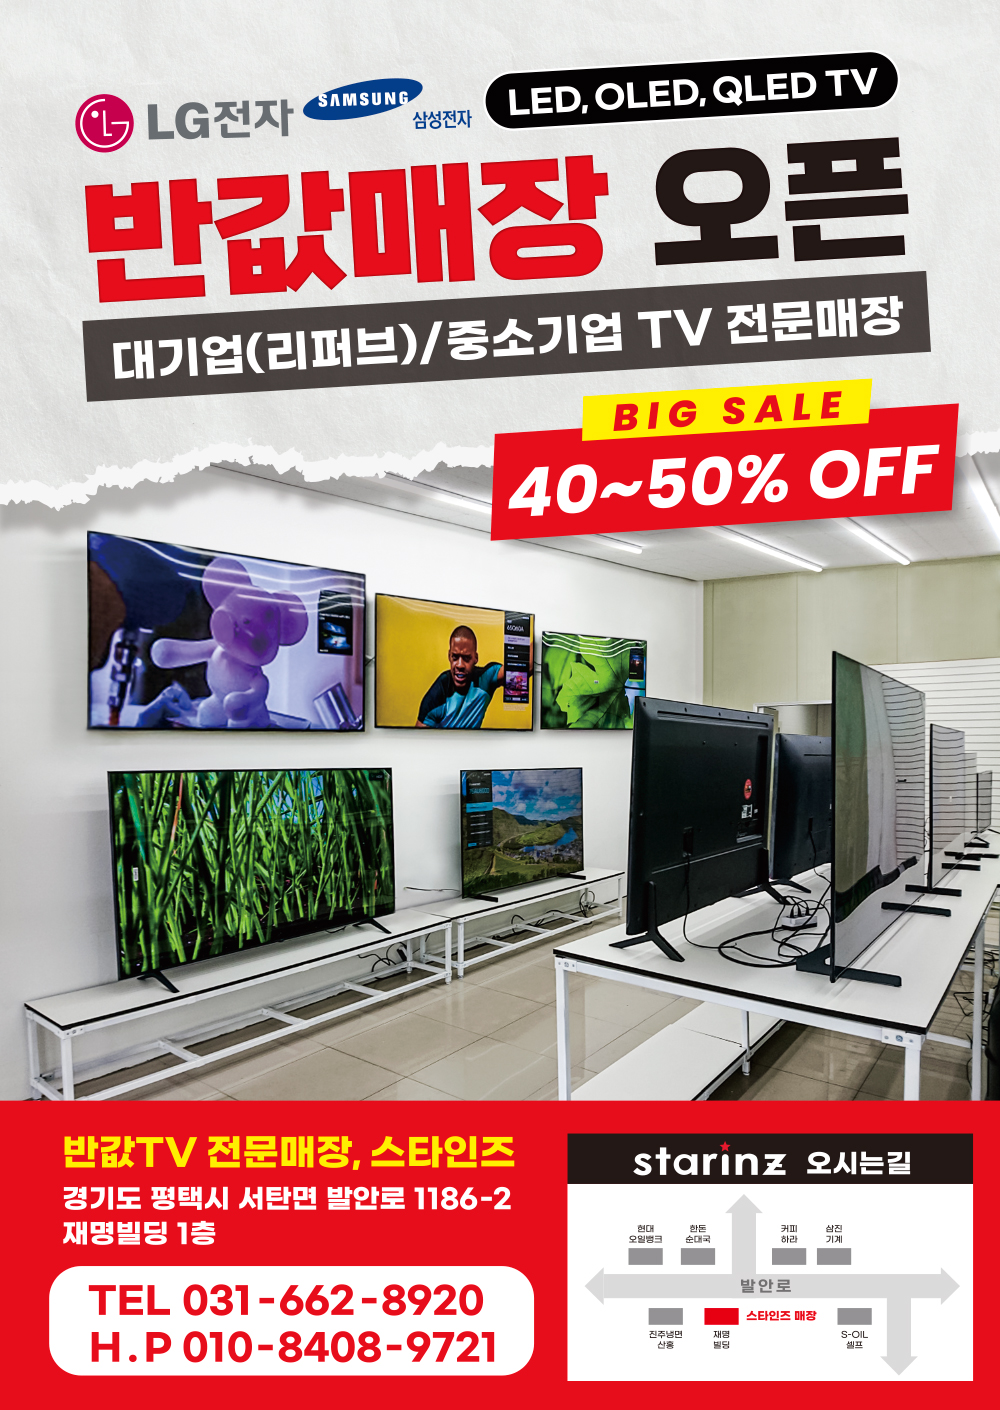 LG전자
SAMSUNG
삼성전자
LED, OLED, QLED TV
반값매장 오픈
대기업(리퍼브)/중소기업 TV 전문매장
BIG SALE
40~50% OFF
반값TV 전문매장, 스타인즈
경기도 평택시 서탄면 발안로 1186-2
재명빌딩 1층
TEL 031-662-8920
H.P 010-8408-9721
starinz 오시는길
현대
오일뱅크
한돈
순대국
커피
하라
삼진
기계
발안로
스타인즈 매장
진주냉면
산홍
재명
빌딩
S-OIL
셀프